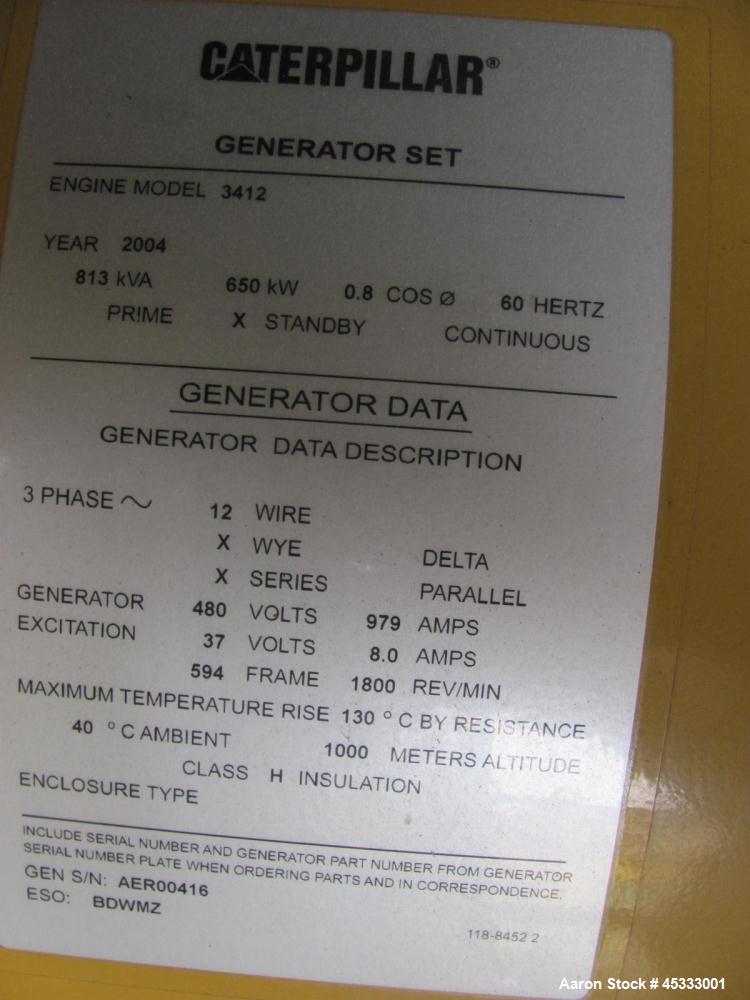 CATERPILLAR®
GENERATOR SET
ENGINE MODEL 3412
YEAR 2004
813 kVA 650 kW 0.8 COS Ø 60 HERTZ
PRIME X STANDBY CONTINUOUS
GENERATOR DATA
GENERATOR DATA DESCRIPTION
3 PHASE ~ 12 WIRE
X WYE DELTA
X SERIES PARALLEL
GENERATOR 480 VOLTS 979 AMPS
EXCITATION 37 VOLTS 8.0 AMPS
594 FRAME 1800 REV/MIN
MAXIMUM TEMPERATURE RISE 130 °C BY RESISTANCE
40 °C AMBIENT 1000 METERS ALTITUDE
CLASS H INSULATION
ENCLOSURE TYPE
INCLUDE SERIAL NUMBER AND GENERATOR PART NUMBER FROM GENERATOR
SERIAL NUMBER PLATE WHEN ORDERING PARTS AND IN CORRESPONDENCE.
GEN S/N: AER00416
ESO: BDWMZ
118-8452 2
Aaron Stock # 45333001